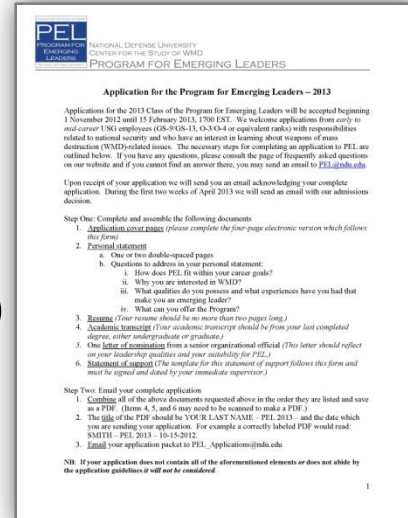 PEL
PROGRAM FOR
EMERGING
LEADERS
NATIONAL DEFENSE UNIVERSITY
CENTER FOR THE STUDY OF WMD
PROGRAM FOR EMERGING LEADERS
Application for the Program for Emerging Leaders – 2013
Applications for the 2013 Class of the Program for Emerging Leaders will be accepted beginning
1 November 2012 until 15 February 2013, 1700 EST. We welcome applications from early to
mid-career USG employees (GS-9/GS-13, O-3/O-4 or equivalent ranks) with responsibilities
related to national security and who have an interest in learning about weapons of mass
destruction (WMD)-related issues. The necessary steps for completing an application to PEL are
outlined below. If you have any questions, please consult the page of frequently asked questions
on our website and if you cannot find an answer there, you may send an email to PEL@ndu.edu.
Upon receipt of your application we will send you an email acknowledging your complete
application. During the first two weeks of April 2013 we will send an email with our admissions
decision.
Step One: Complete and assemble the following documents
1. Application cover pages (please complete the four-page electronic version which follows
this form)
2. Personal statement
a. One or two double-spaced pages
b. Questions to address in your personal statement:
i. How does PEL fit within your career goals?
ii. Why you are interested in WMD?
iii. What qualities do you possess and what experiences have you had that
make you an emerging leader?
iv. What can you offer the Program?
3. Resume (Your resume should be no more than two pages long.)
4. Academic transcript (Your academic transcript should be from your last completed
degree, either undergraduate or graduate.)
5. One letter of nomination from a senior organizational official (This letter should reflect
on your leadership qualities and your suitability for PEL.)
6. Statement of support (The template for this statement of support follows this form and
must be signed and dated by your immediate supervisor.)
Step Two: Email your complete application
1. Combine all of the above documents requested above in the order they are listed and save
as a PDF. (Items 4, 5, and 6 may need to be scanned to make a PDF.)
2. The title of the PDF should be YOUR LAST NAME – PEL 2013 – and the date which
you are sending your application. For example a correctly labeled PDF would read:
SMITH – PEL 2013 – 10-15-2012.
3. Email your application packet to PEL_Applications@ndu.edu
NB: If your application does not contain all of the aforementioned elements or does not abide by
the application guidelines it will not be considered.
1